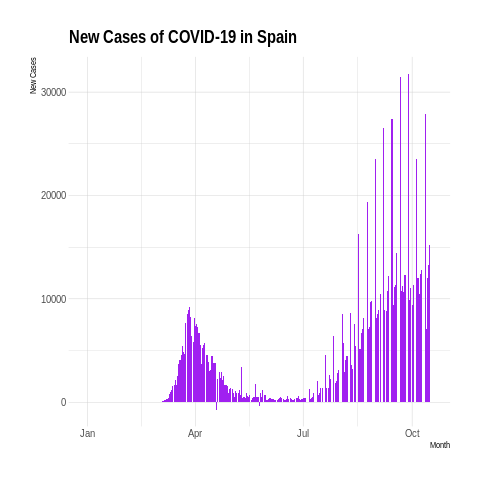 New Cases of COVID-19 in Spain
New Cases
30000
20000
10000
0
Jan Apr Jul Oct
Month